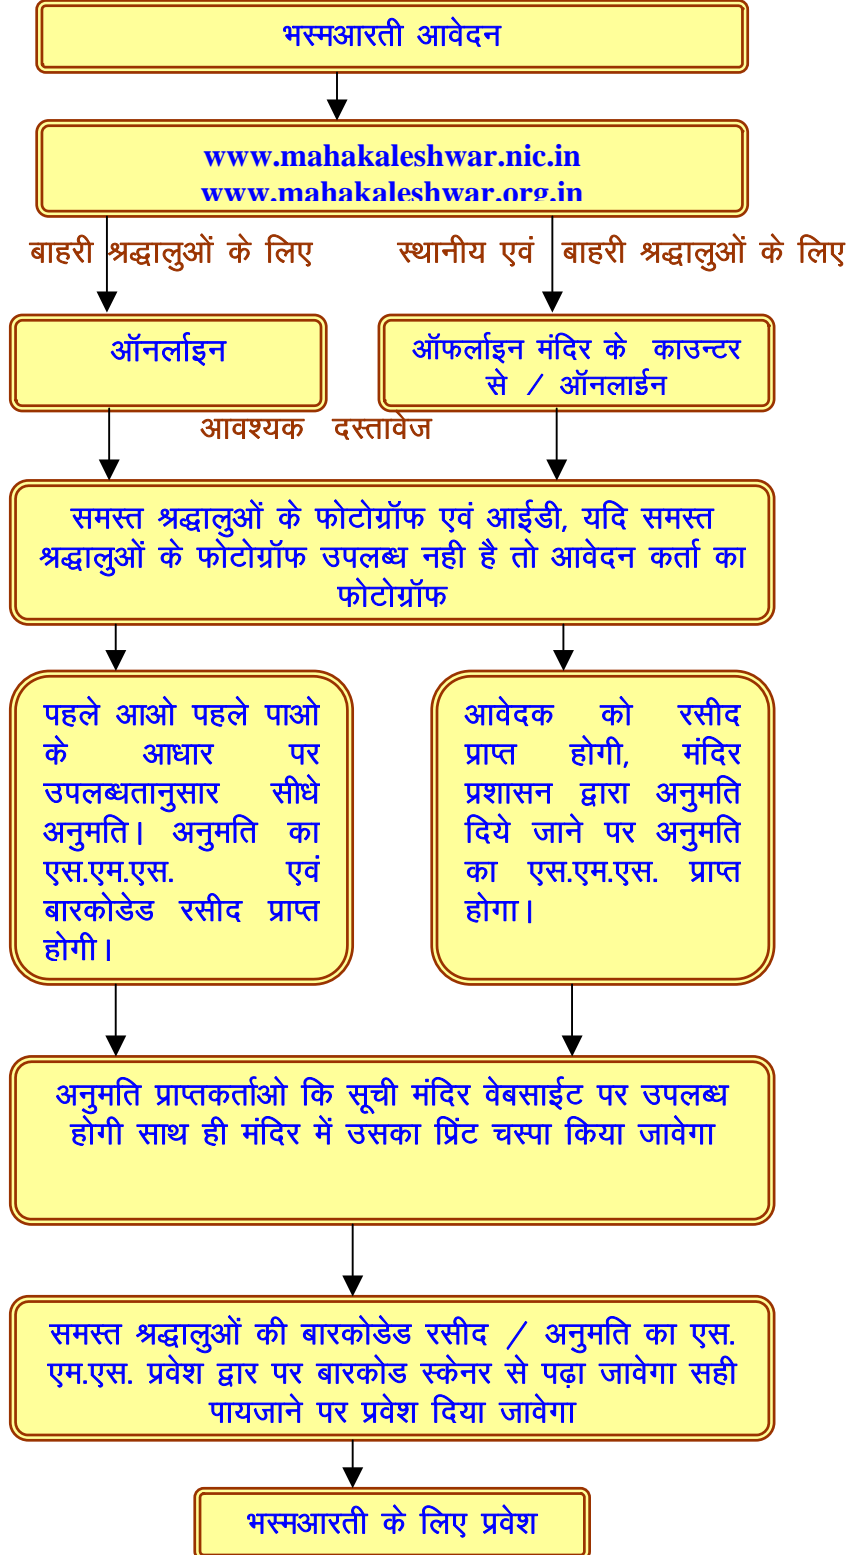 भस्मआरती आवेदन
www.mahakaleshwar.nic.in
www.mahakaleshwar.org.in
बाहरी श्रद्धालुओं के लिए
स्थानीय एवं बाहरी श्रद्धालुओं के लिए
ऑनर्लाइन
ऑफर्लाइन मंदिर के काउन्टर
से / ऑनलार्इन
आवश्यक दस्तावेज
समस्त श्रद्धालुओं के फोटोग्रॉफ एवं आईडी, यदि समस्त
श्रद्धालुओं के फोटोग्रॉफ उपलब्ध नही है तो आवेदन कर्ता का
फोटोग्रॉफ
पहले आओ पहले पाओ
के आधार पर
उपलब्धतानुसार सीधे
अनुमति। अनुमति का
एस.एम.एस. एवं
बारकोडेड रसीद प्राप्त
होगी।
आवेदक को रसीद
प्राप्त होगी, मंदिर
प्रशासन द्वारा अनुमति
दिये जाने पर अनुमति
का एस.एम.एस. प्राप्त
होगा।
अनुमति प्राप्तकर्ताओ कि सूची मंदिर वेबसाईट पर उपलब्ध
होगी साथ ही मंदिर में उसका प्रिंट चस्पा किया जावेगा
समस्त श्रद्धालुओं की बारकोडेड रसीद / अनुमति का एस.
एम.एस. प्रवेश द्वार पर बारकोड स्केनर से पढ़ा जावेगा सही
पायजाने पर प्रवेश दिया जावेगा
भस्मआरती के लिए प्रवेश